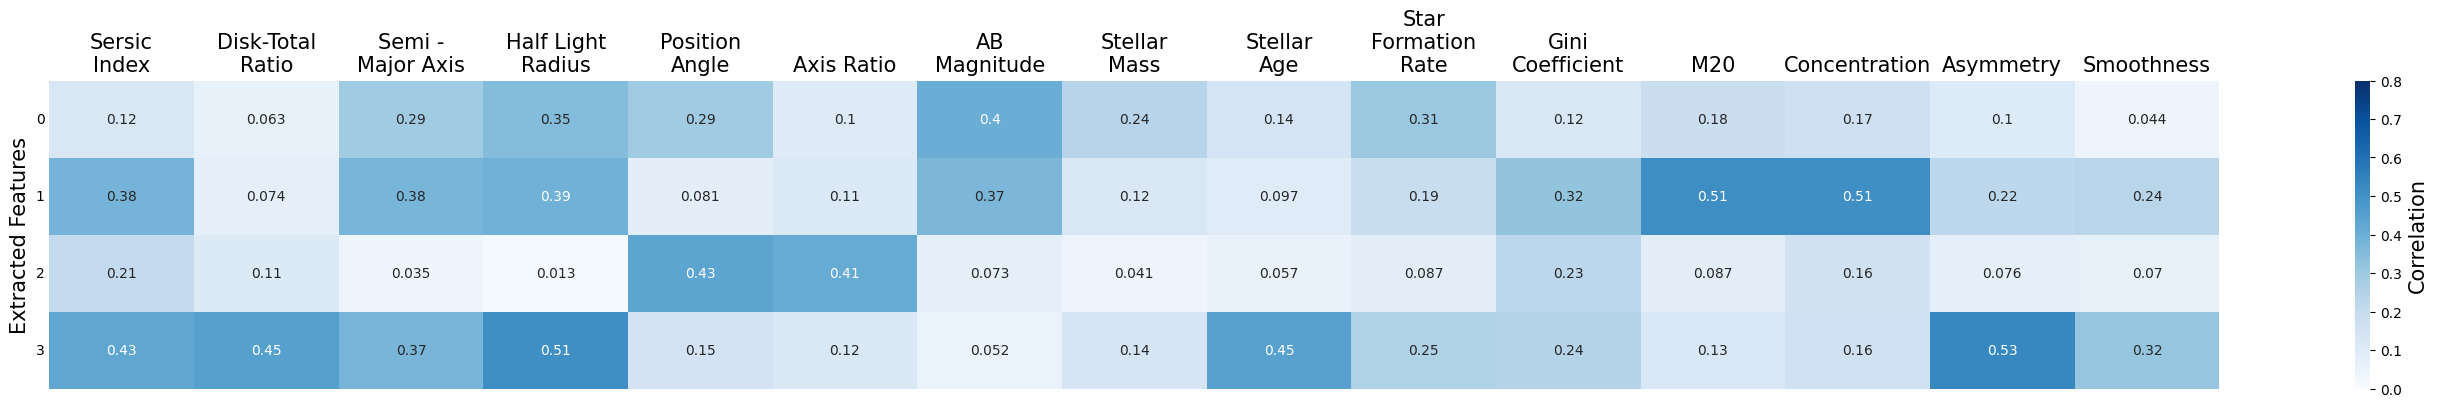 Star
Sersic Disk-Total Semi - Half Light Position AB Stellar Stellar Formation Gini
Index Ratio Major Axis Radius Angle Axis Ratio Magnitude Mass Age Rate Coefficient M20 Concentration Asymmetry Smoothness
0 0.12 0.063 0.29 0.35 0.29 0.1 0.4 0.24 0.14 0.31 0.12 0.18 0.17 0.1 0.044
1 0.38 0.074 0.38 0.39 0.081 0.11 0.37 0.12 0.097 0.19 0.32 0.51 0.51 0.22 0.24
2 0.21 0.11 0.035 0.013 0.43 0.41 0.073 0.041 0.057 0.087 0.23 0.087 0.16 0.076 0.07
3 0.43 0.45 0.37 0.51 0.15 0.12 0.052 0.14 0.45 0.25 0.24 0.13 0.16 0.53 0.32
Extracted Features
0.8
0.7
0.6
0.5
0.4
0.3
0.2
0.1
0.0
Correlation